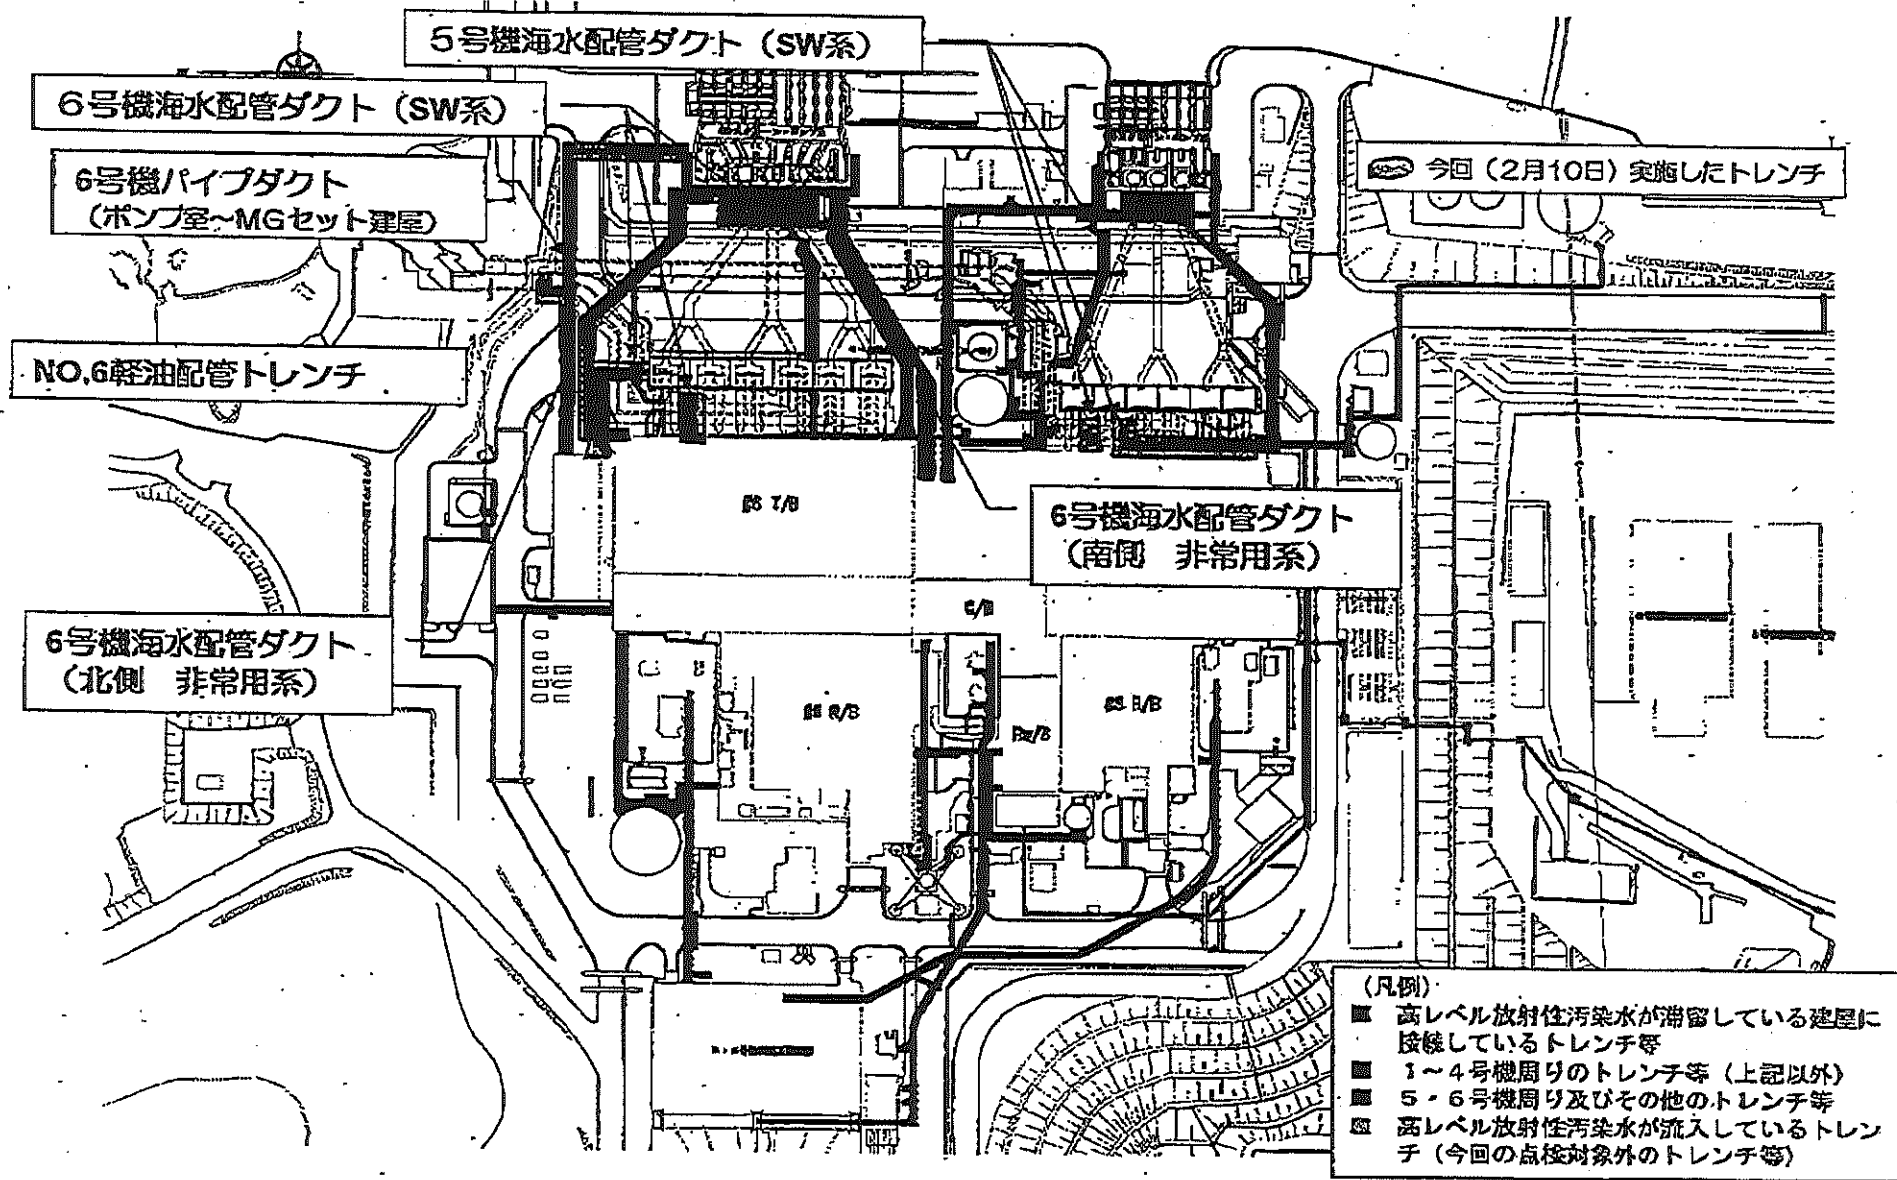 5号機海水配管ダクト（SW系）
6号機海水配管ダクト（SW系）
6号機パイプダクト
（ポンプ室～MGセット建屋）
今回（2月10日）実施したトレンチ
NO,6軽油配管トレンチ
6号機海水配管ダクト
（南側　非常用系）
6号機海水配管ダクト
（北側　非常用系）
T/B
C/B
R/B
R/B
（凡例）
高レベル放射性汚染水が滞留している建屋に
接続しているトレンチ等
1～4号機周りのトレンチ等（上記以外）
5・6号機周り及びその他のトレンチ等
高レベル放射性汚染水が流入しているトレン
チ（今回の点検対象外のトレンチ等）